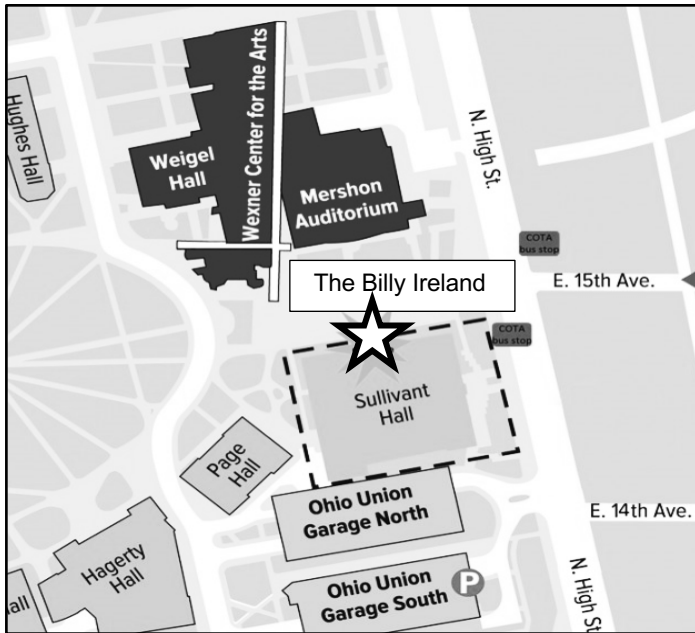 Hughes Hall
Wexner Center for the Arts
Weigel
Hall
Mershon
Auditorium
N. High St.
COTA
bus stop
E. 15th Ave.
The Billy Ireland
COTA
bus stop
Sullivant
Hall
Page
Hall
Ohio Union
Garage North
E. 14th Ave.
Hagerty
Hall
Ohio Union
Garage South
P
N. High St
all